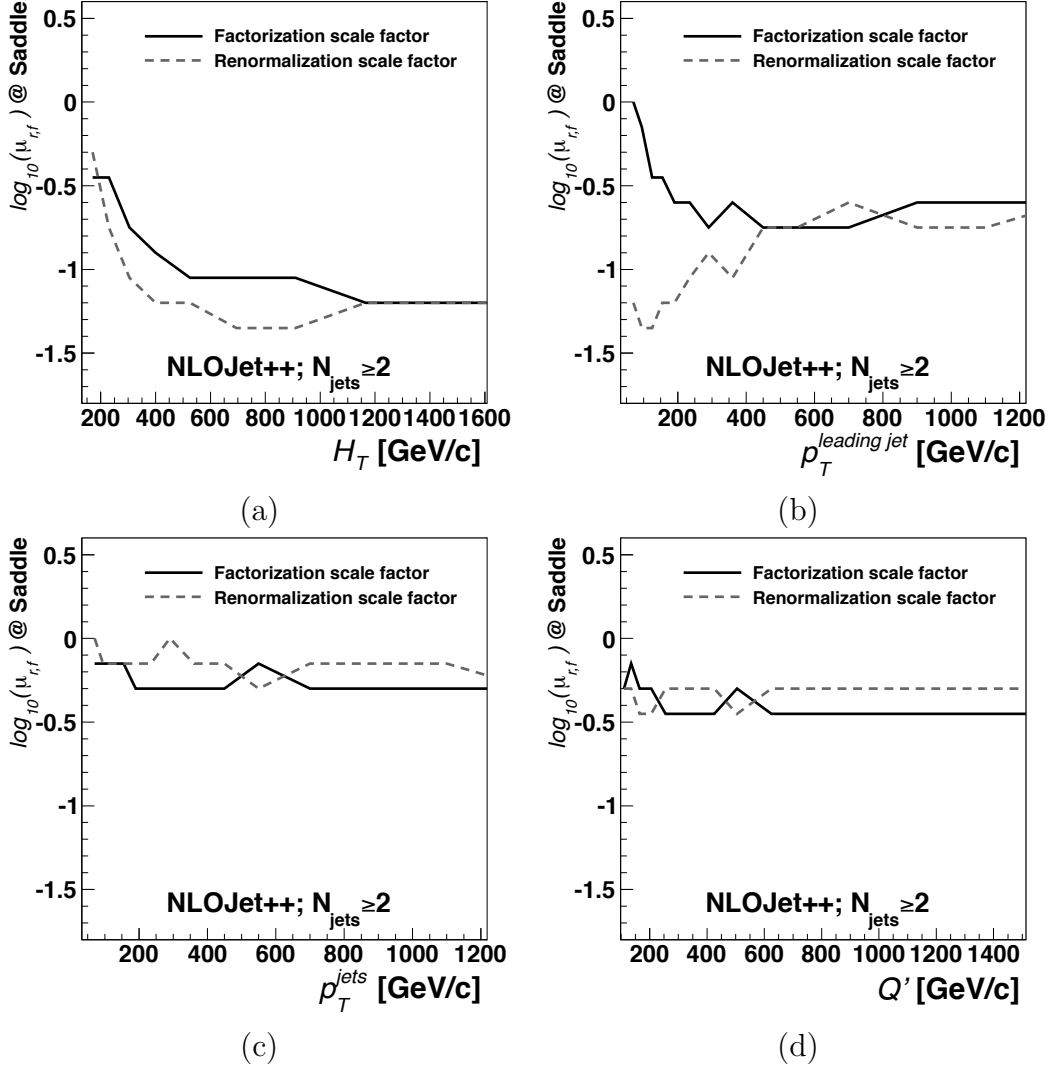 0.5
0
-0.5
-1
-1.5
log10(μr,f) @ Saddle
Factorization scale factor
Renormalization scale factor
NLOJet++; Njets≥2
200 400 600 800 1000 1200 1400 1600
HT [GeV/c]
(a)
0.5
0
-0.5
-1
-1.5
log10(μr,f) @ Saddle
Factorization scale factor
Renormalization scale factor
NLOJet++; Njets≥2
200 400 600 800 1000 1200
pT^leading jet [GeV/c]
(b)
0.5
0
-0.5
-1
-1.5
log10(μr,f) @ Saddle
Factorization scale factor
Renormalization scale factor
NLOJet++; Njets≥2
200 400 600 800 1000 1200
pT^jets [GeV/c]
(c)
0.5
0
-0.5
-1
-1.5
log10(μr,f) @ Saddle
Factorization scale factor
Renormalization scale factor
NLOJet++; Njets≥2
200 400 600 800 1000 1200 1400
Q' [GeV/c]
(d)